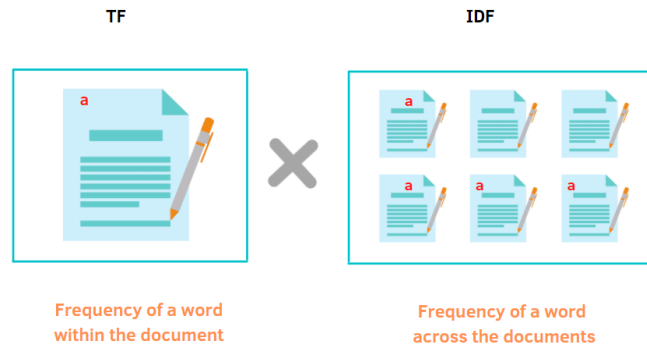 TF
IDF
a
a
a
a
a
Frequency of a word
within the document
Frequency of a word
across the documents